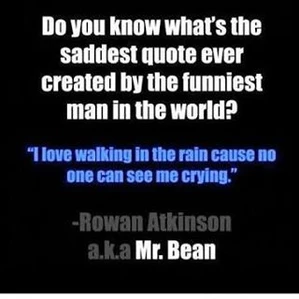 Do you know what's the
saddest quote ever
created by the funniest
man in the world?
"I love walking in the rain cause no
one can see me crying."
-Rowan Atkinson
a.k.a Mr. Bean